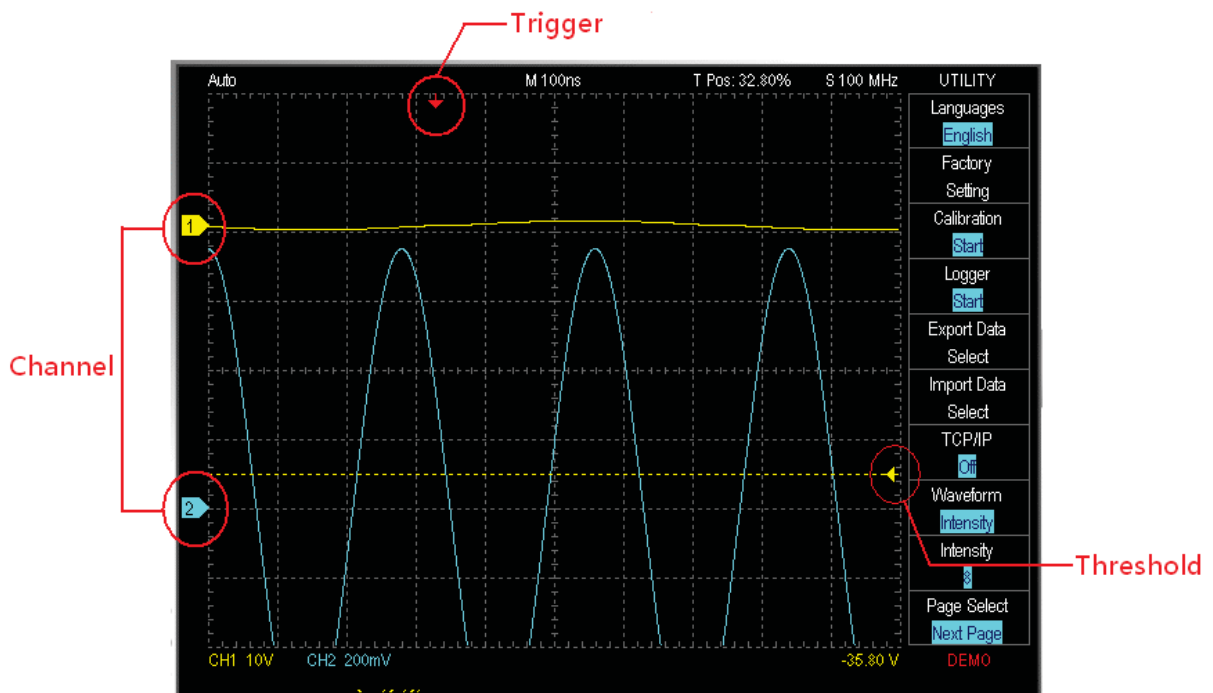 Trigger
Auto M 100ns T Pos: 32.80% S 100 MHz UTILITY
Languages
English
Factory
Setting
1
Calibration
Start
Logger
Start
Export Data
Select
Channel
Import Data
Select
TCP/IP
Off
2
Waveform
Intensity
Intensity
8
Threshold
Page Select
Next Page
CH1 10V CH2 200mV -35.80 V DEMO